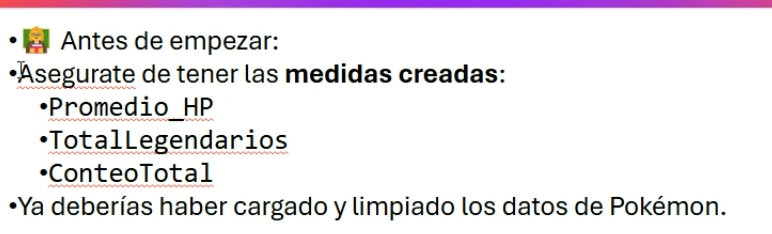 • 👩‍🏫 Antes de empezar:
•Asegurate de tener las medidas creadas:
•Promedio_HP
•TotalLegendarios
•ConteoTotal
•Ya deberías haber cargado y limpiado los datos de Pokémon.